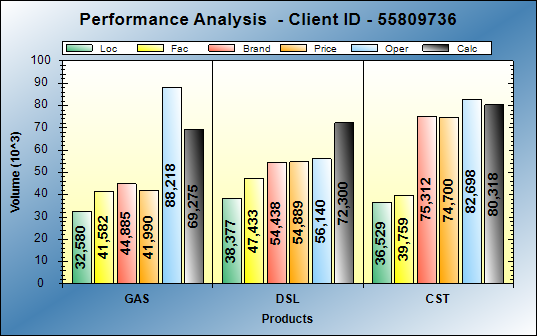 Performance Analysis  - Client ID - 55809736
Loc Fac Brand Price Oper Calc
Volume (10^3)
100
90
80
70
60
50
40
30
20
10
0
32,580 41,582 44,885 41,990 88,218 69,275
38,377 47,433 54,438 54,889 56,140 72,300
36,529 39,759 75,312 74,700 82,698 80,318
GAS DSL CST
Products